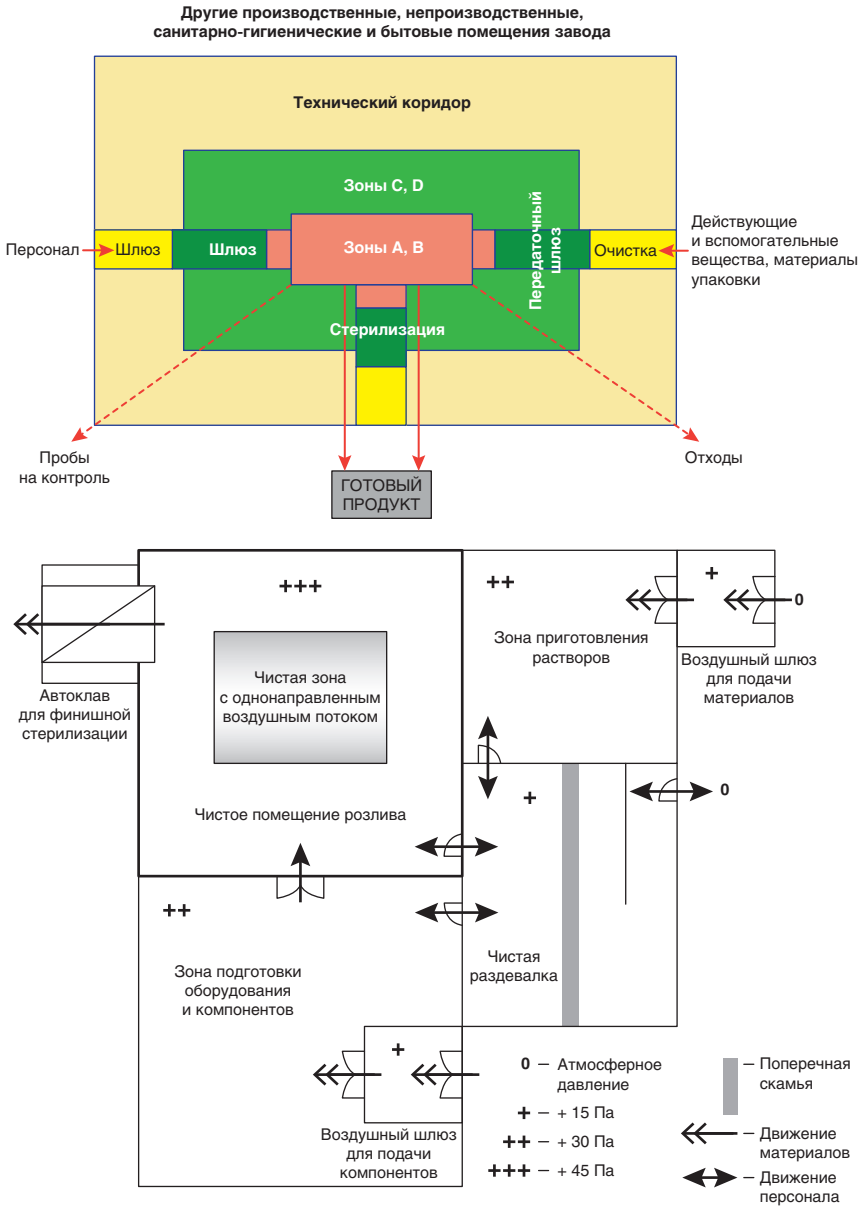 Другие производственные, непроизводственные,
санитарно-гигиенические и бытовые помещения завода
Технический коридор
Зоны C, D
Персонал
Шлюз
Шлюз
Зоны A, B
Передаточный
шлюз
Очистка
Действующие
и вспомогательные
вещества, материалы
упаковки
Стерилизация
Пробы
на контроль
Отходы
ГОТОВЫЙ
ПРОДУКТ
+++
++
+
0
Зона приготовления
растворов
Воздушный шлюз
для подачи
материалов
Чистая зона
с однонаправленным
воздушным потоком
Автоклав
для финишной
стерилизации
Чистое помещение розлива
+
0
++
Зона подготовки
оборудования
и компонентов
Чистая
раздевалка
+
Воздушный шлюз
для подачи
компонентов
0 – Атмосферное
давление
+ – + 15 Па
++ – + 30 Па
+++ – + 45 Па
– Поперечная
скамья
– Движение
материалов
– Движение
персонала